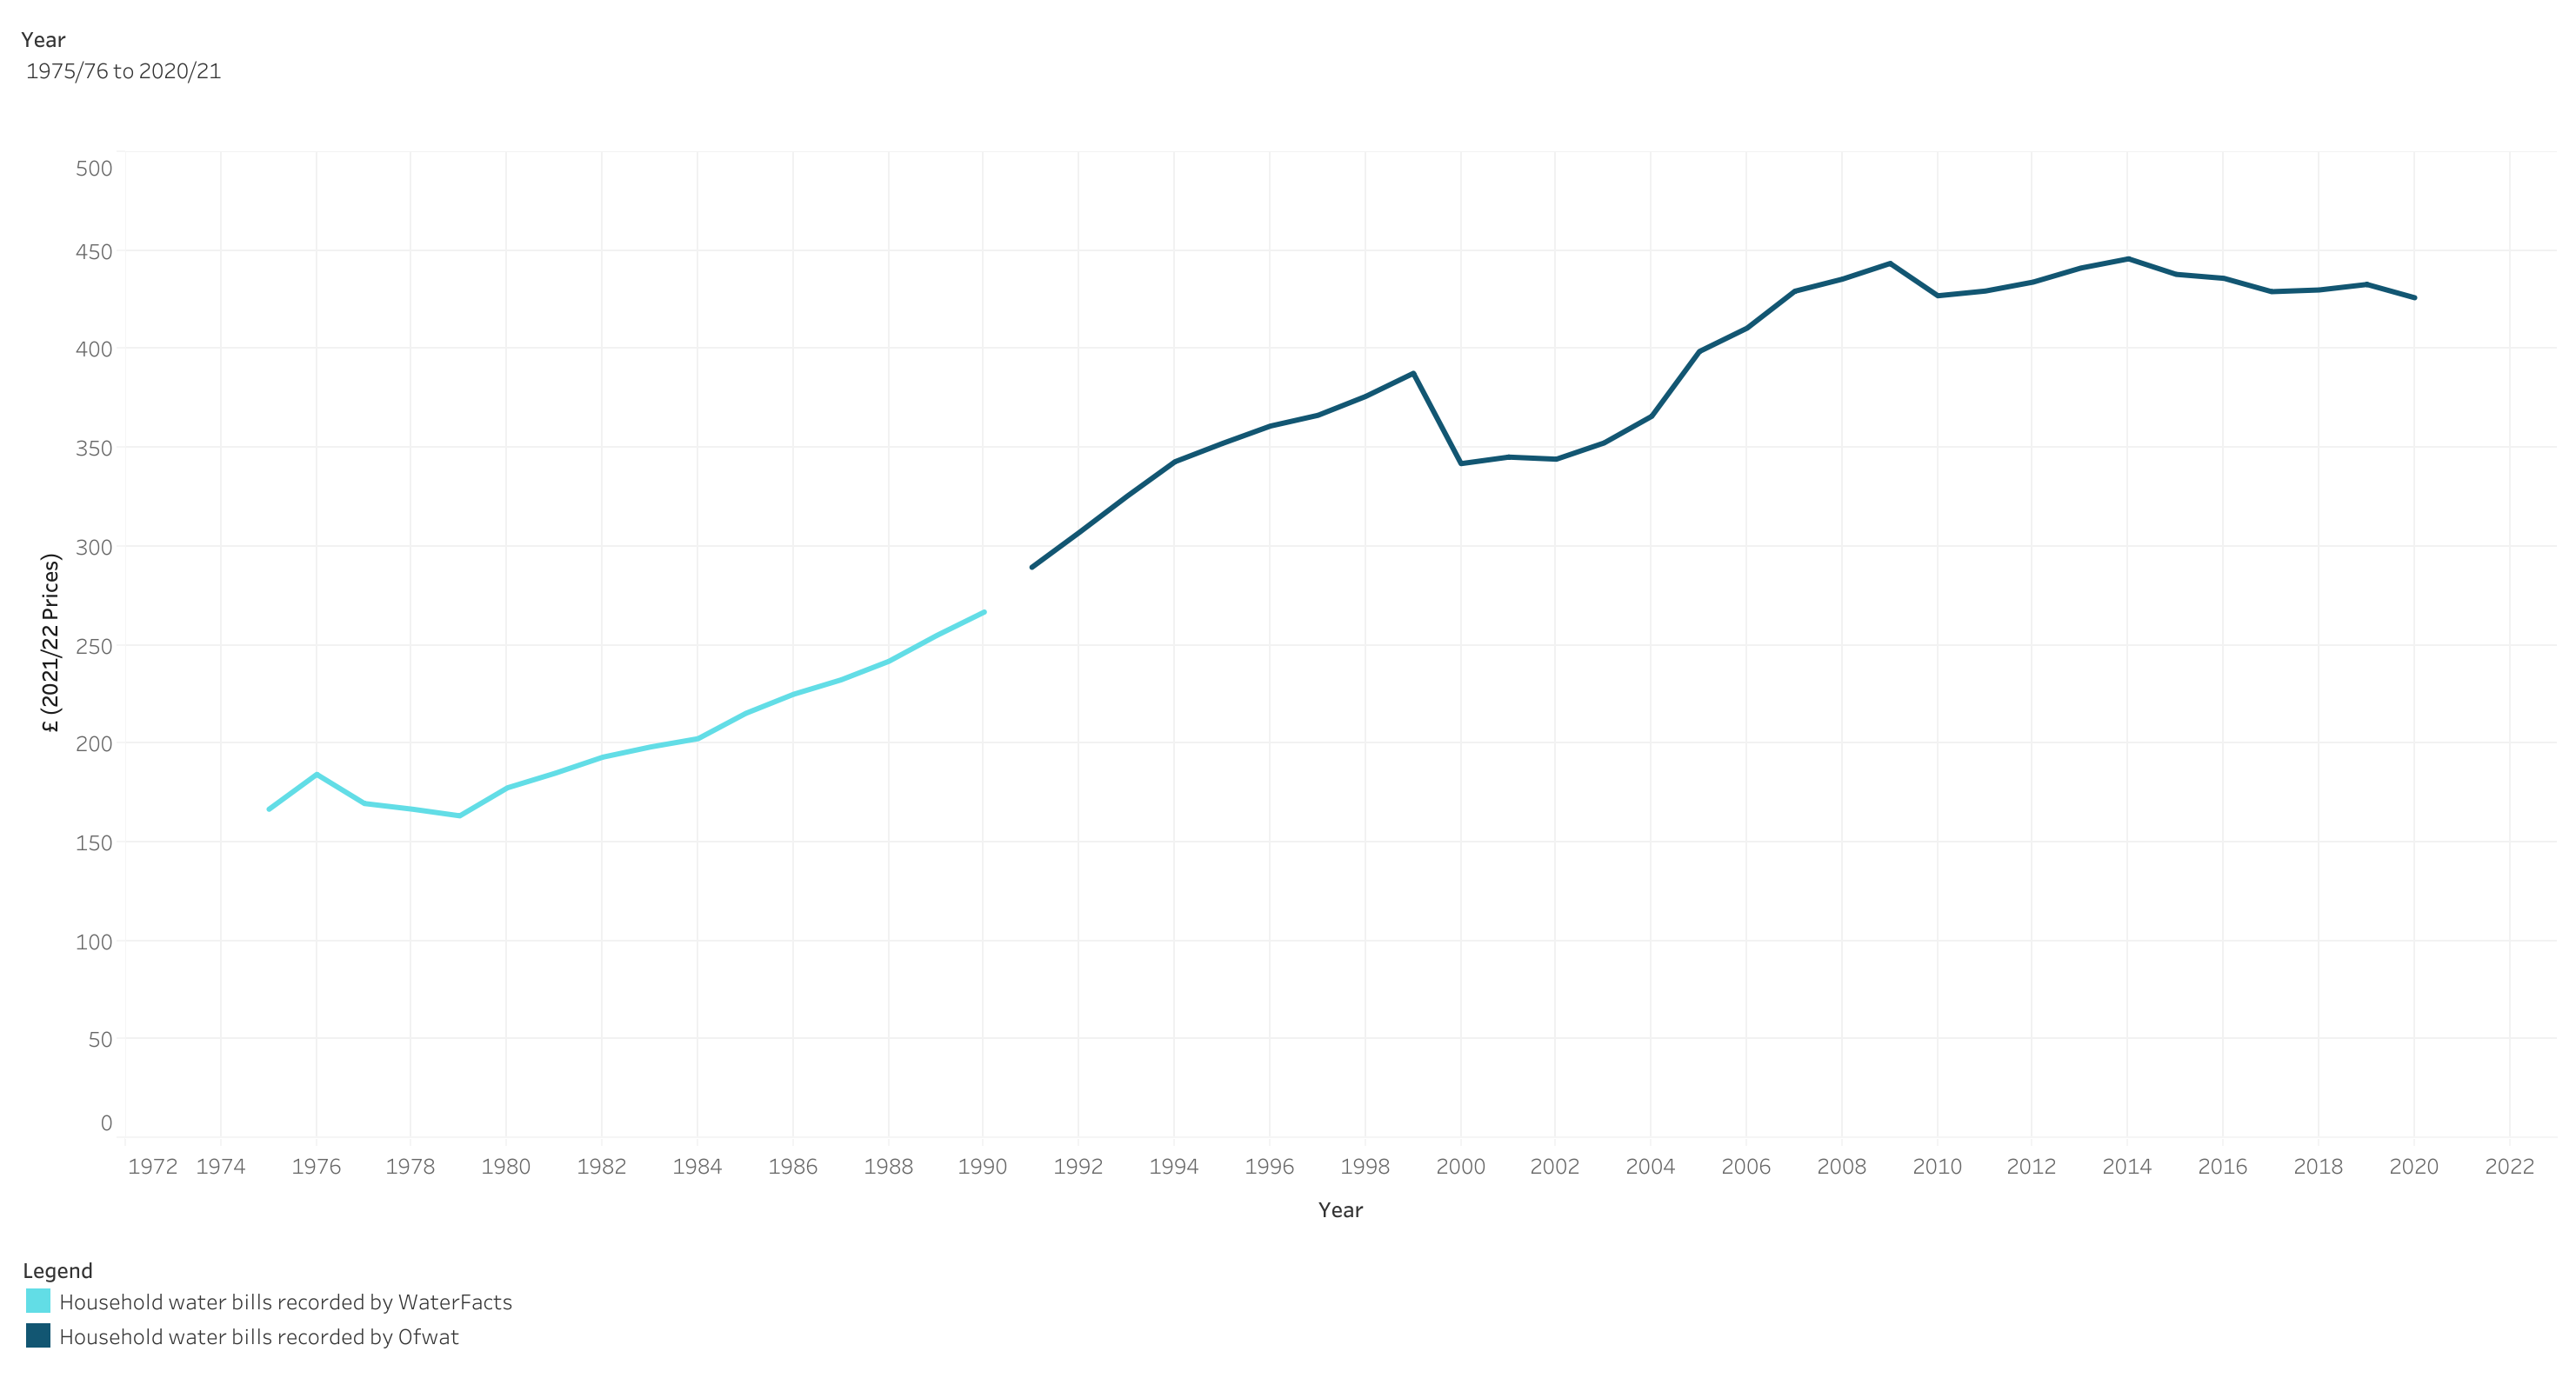 Year
1975/76 to 2020/21
500
450
400
350
300
250
200
150
100
50
0
£ (2021/22 Prices)
1972 1974 1976 1978 1980 1982 1984 1986 1988 1990 1992 1994 1996 1998 2000 2002 2004 2006 2008 2010 2012 2014 2016 2018 2020 2022
Year
Legend
Household water bills recorded by WaterFacts
Household water bills recorded by Ofwat